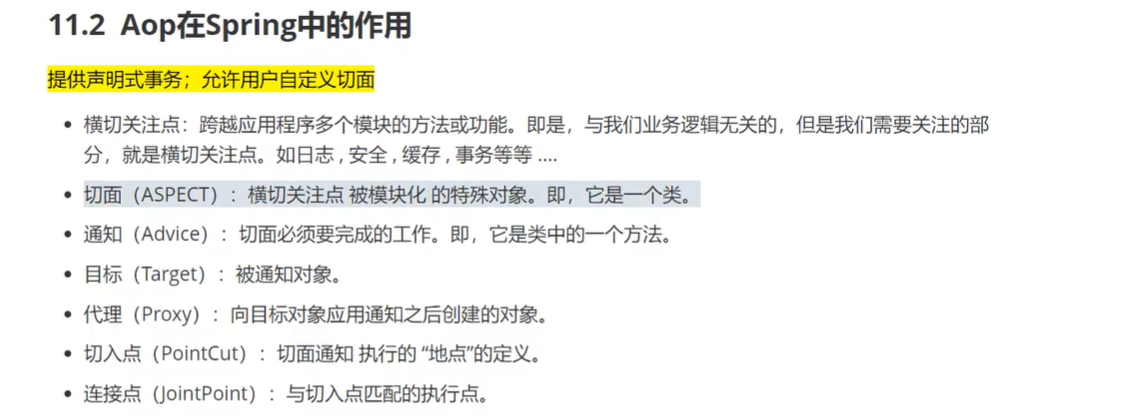 11.2 Aop在Spring中的作用
提供声明式事务；允许用户自定义切面
横切关注点：跨越应用程序多个模块的方法或功能。即是，与我们业务逻辑无关的，但是我们需要关注的部
分，就是横切关注点。如日志 , 安全 , 缓存 , 事务等等 ....
切面（ASPECT）：横切关注点 被模块化 的特殊对象。即，它是一个类。
通知（Advice）：切面必须要完成的工作。即，它是类中的一个方法。
目标（Target）：被通知对象。
代理（Proxy）：向目标对象应用通知之后创建的对象。
切入点（PointCut）：切面通知 执行的 “地点”的定义。
连接点（JointPoint）：与切入点匹配的执行点。